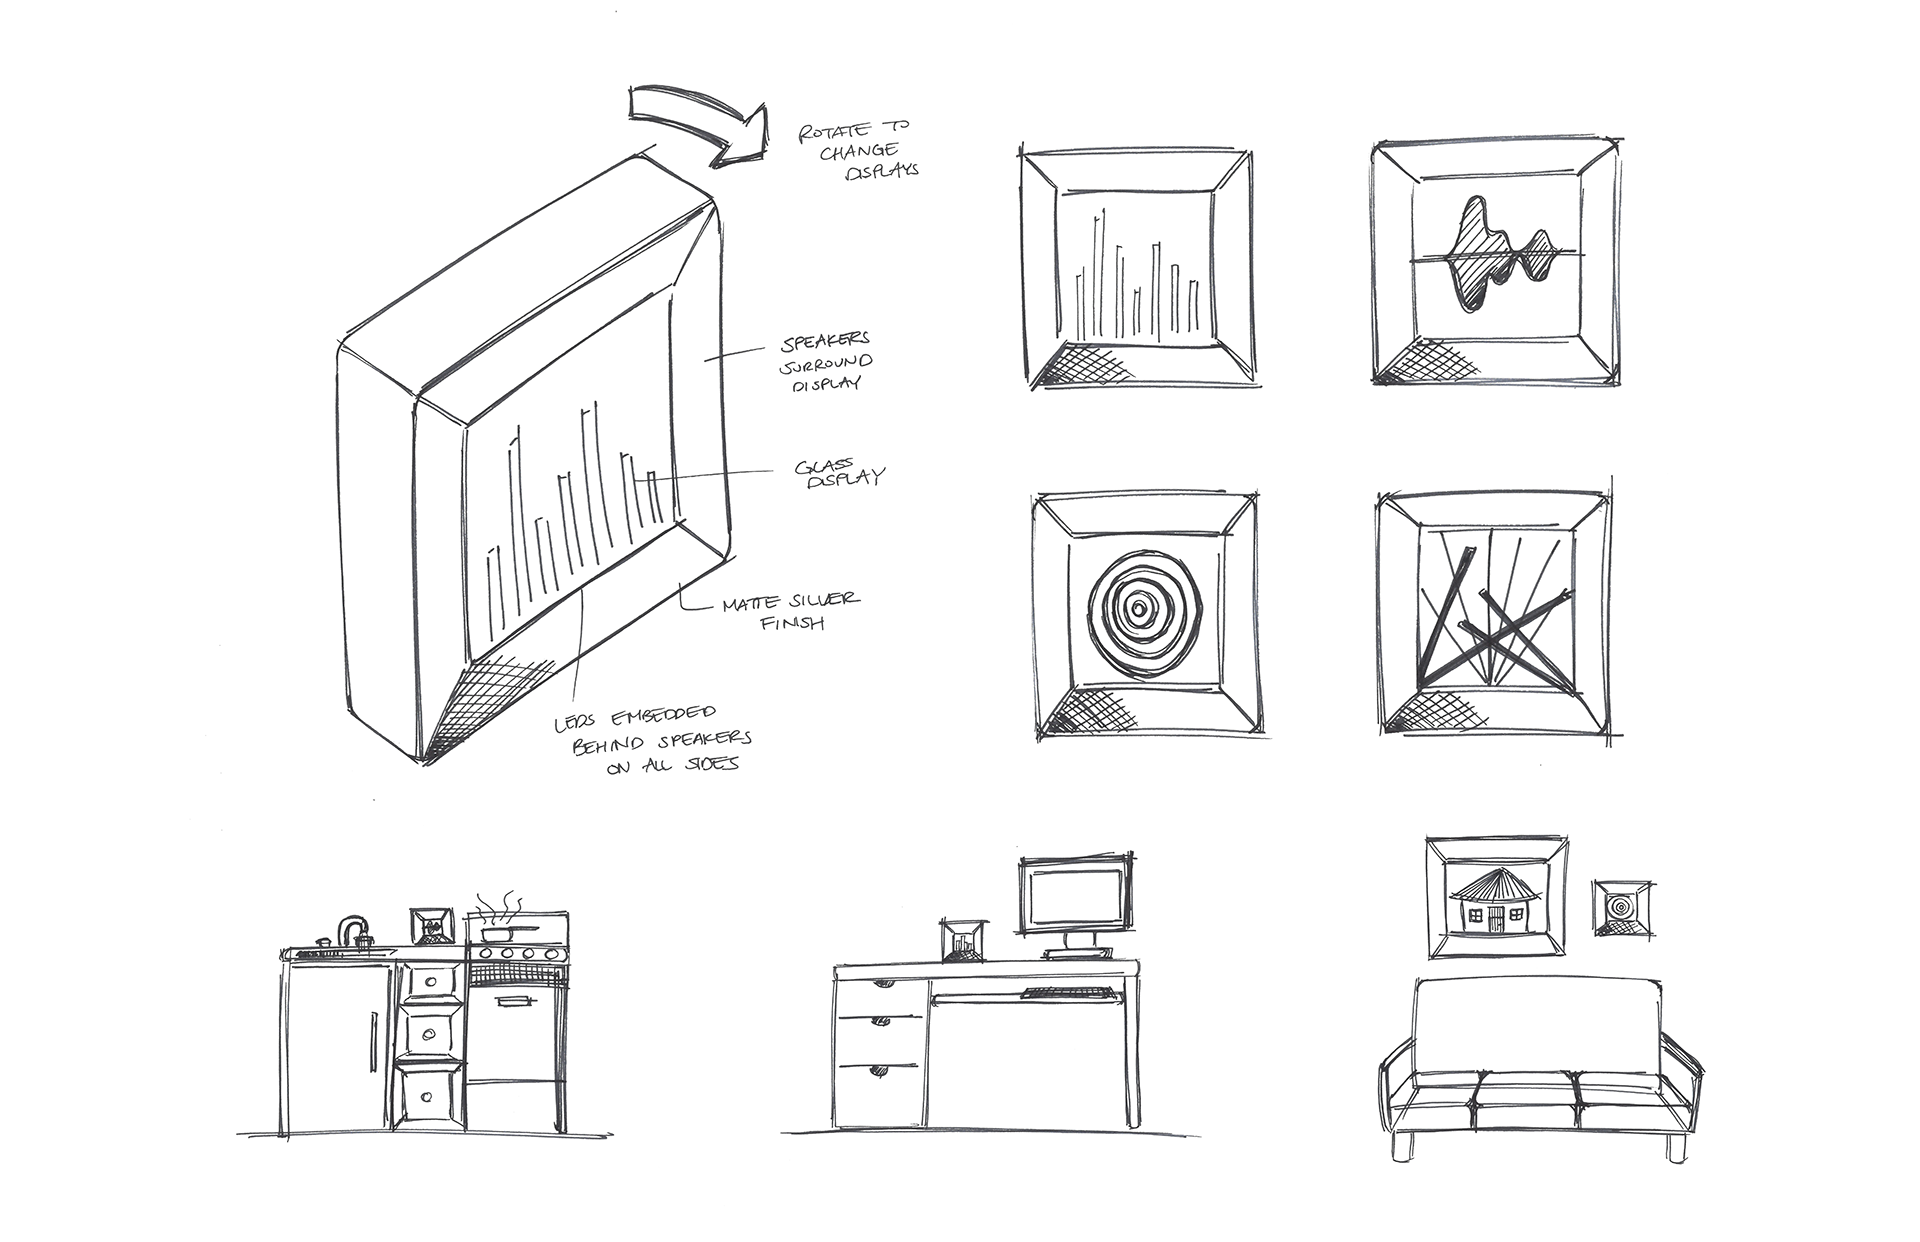 ROTATE TO
CHANGE
DISPLAYS
SPEAKERS
SURROUND
DISPLAY
GLASS
DISPLAY
MATTE SILVER
FINISH
LEDS EMBEDDED
BEHIND SPEAKERS
ON ALL SIDES